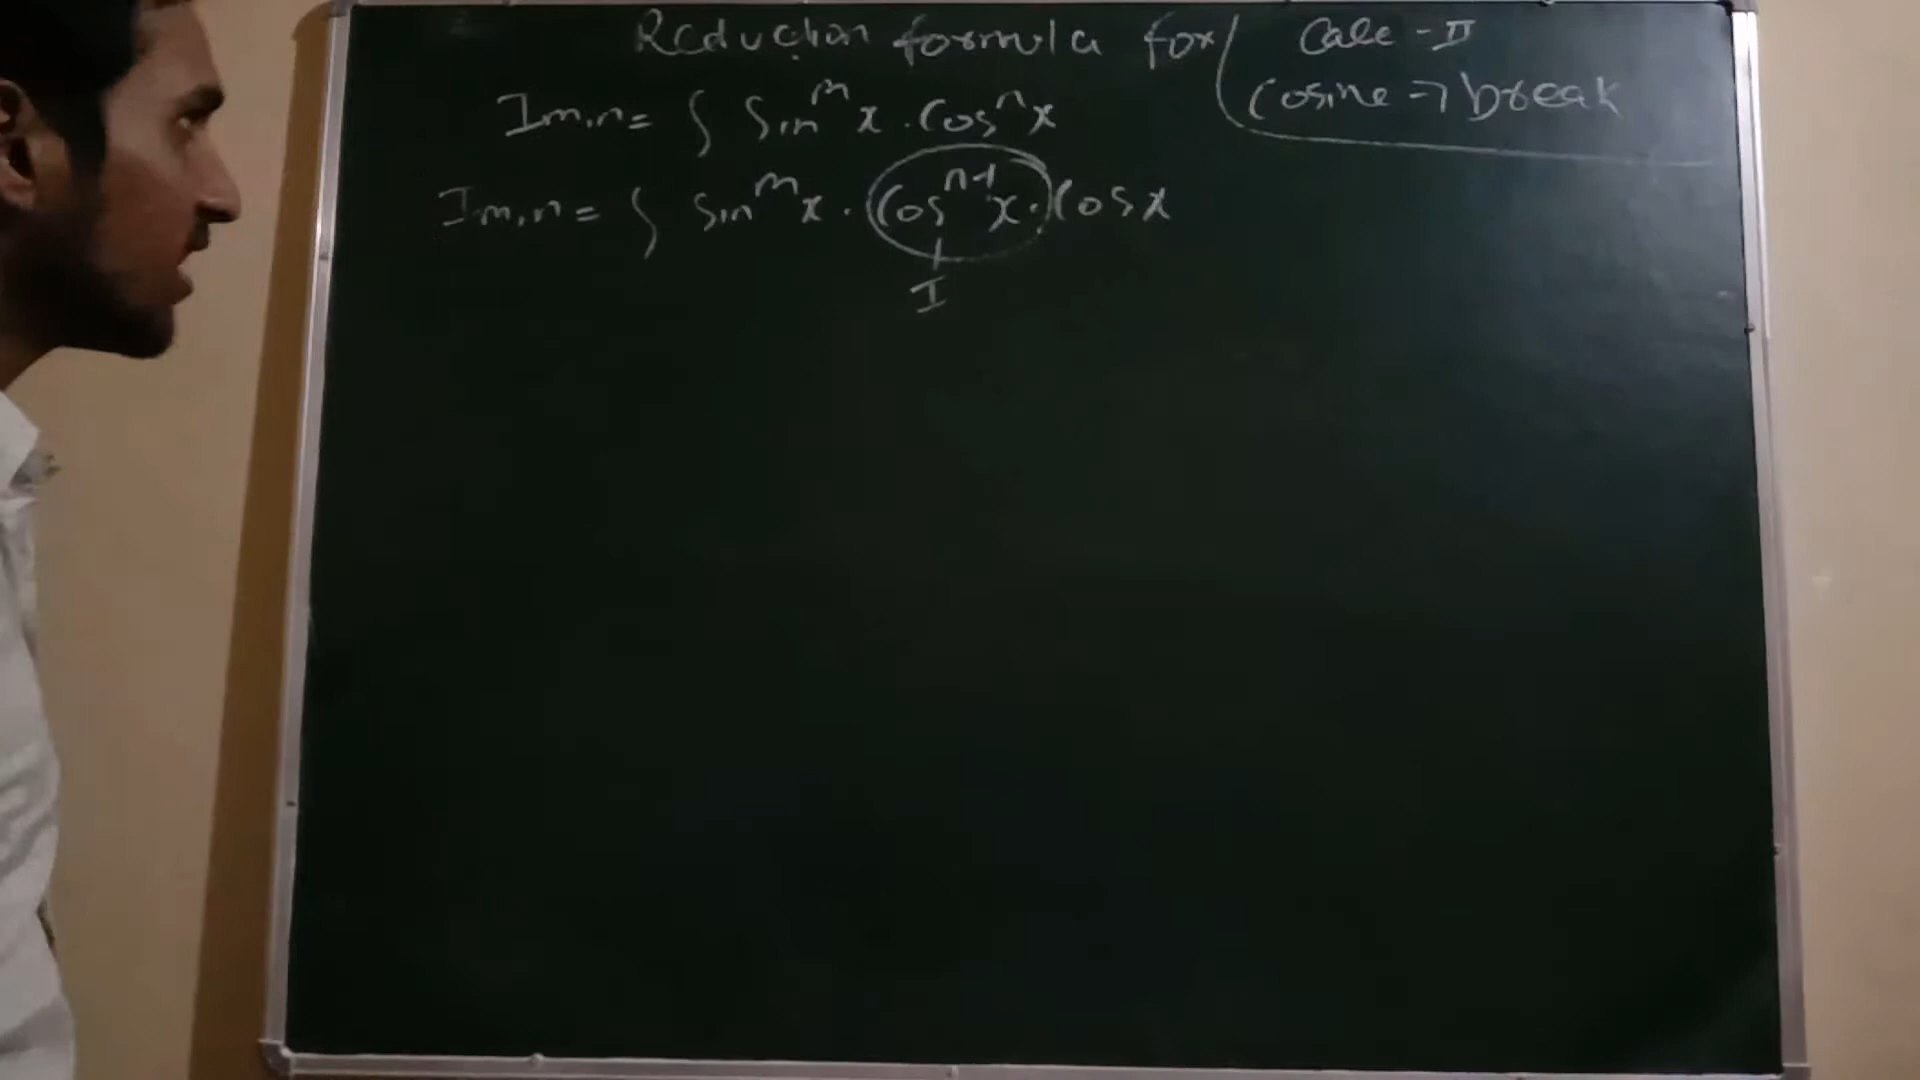 Reduction formula for
Case - II
Cosine → break
Im,n = ∫ Sin^m x . Cos^n x
Im,n = ∫ Sin^m x . Cos^n-1 x . Cos x
I